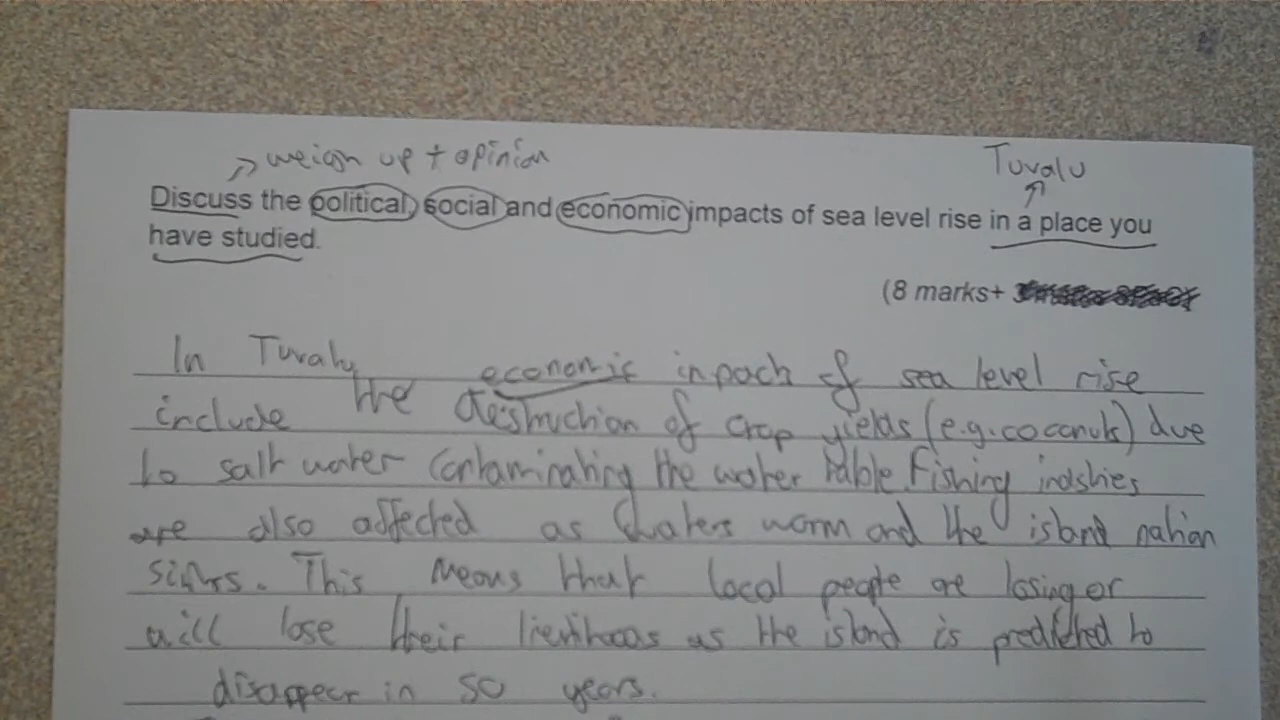 weigh up + opinion
Tuvalu
Discuss the political, social and economic impacts of sea level rise in a place you
have studied.
(8 marks+
In Tuvalu, economic impach of sea level rise
include the destruction of crop yields (e.g. coconuts) due
to salt water contaminating the water table. Fishing industries
are also affected as waters warm and the island nation
sinks. This means that local people are losing or
will lose their as the island is predicted to
disappear in 50 years.